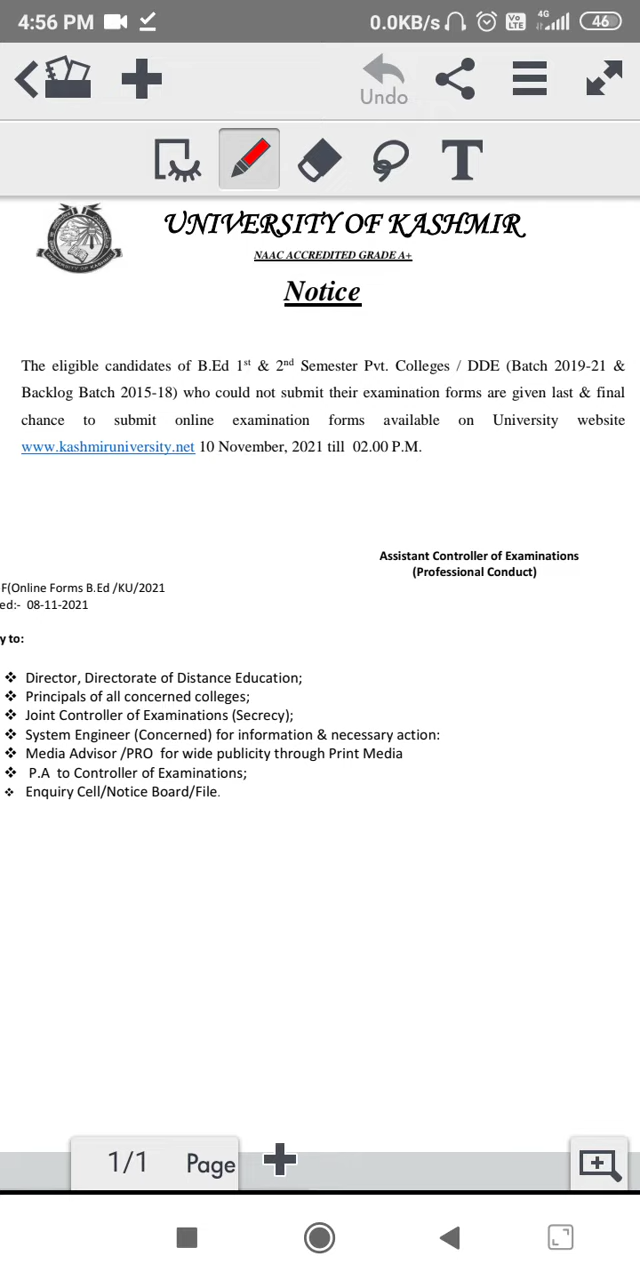 4:56 PM 0.0KB/s Vo LTE 4G 46
Undo
T
UNIVERSITY OF KASHMIR
NAAC ACCREDITED GRADE A+
Notice
The eligible candidates of B.Ed 1st & 2nd Semester Pvt. Colleges / DDE (Batch 2019-21 &
Backlog Batch 2015-18) who could not submit their examination forms are given last & final
chance to submit online examination forms available on University website
www.kashmiruniversity.net 10 November, 2021 till 02.00 P.M.
Assistant Controller of Examinations
(Professional Conduct)
F(Online Forms B.Ed /KU/2021
ed:- 08-11-2021
y to:
❖ Director, Directorate of Distance Education;
❖ Principals of all concerned colleges;
❖ Joint Controller of Examinations (Secrecy);
❖ System Engineer (Concerned) for information & necessary action:
❖ Media Advisor /PRO for wide publicity through Print Media
❖ P.A to Controller of Examinations;
❖ Enquiry Cell/Notice Board/File.
1/1 Page